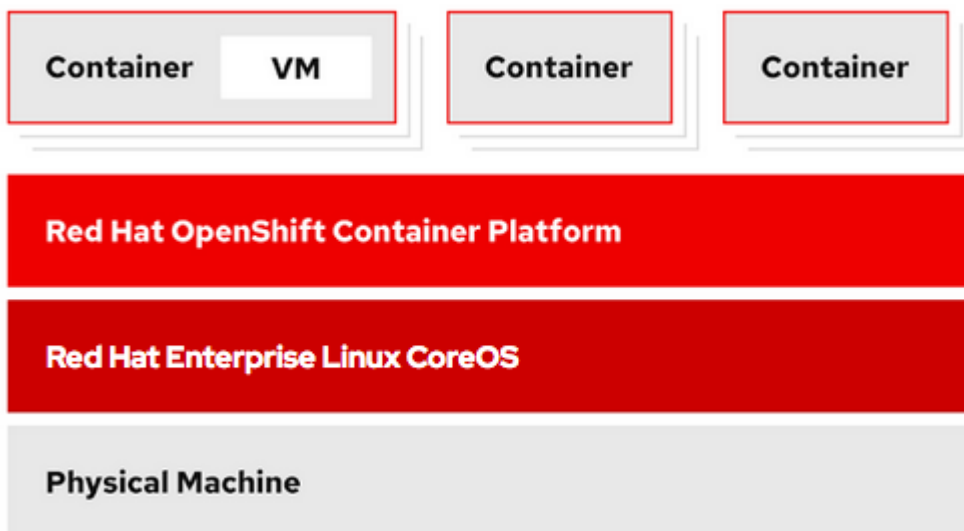 Container VM Container Container
Red Hat OpenShift Container Platform
Red Hat Enterprise Linux CoreOS
Physical Machine